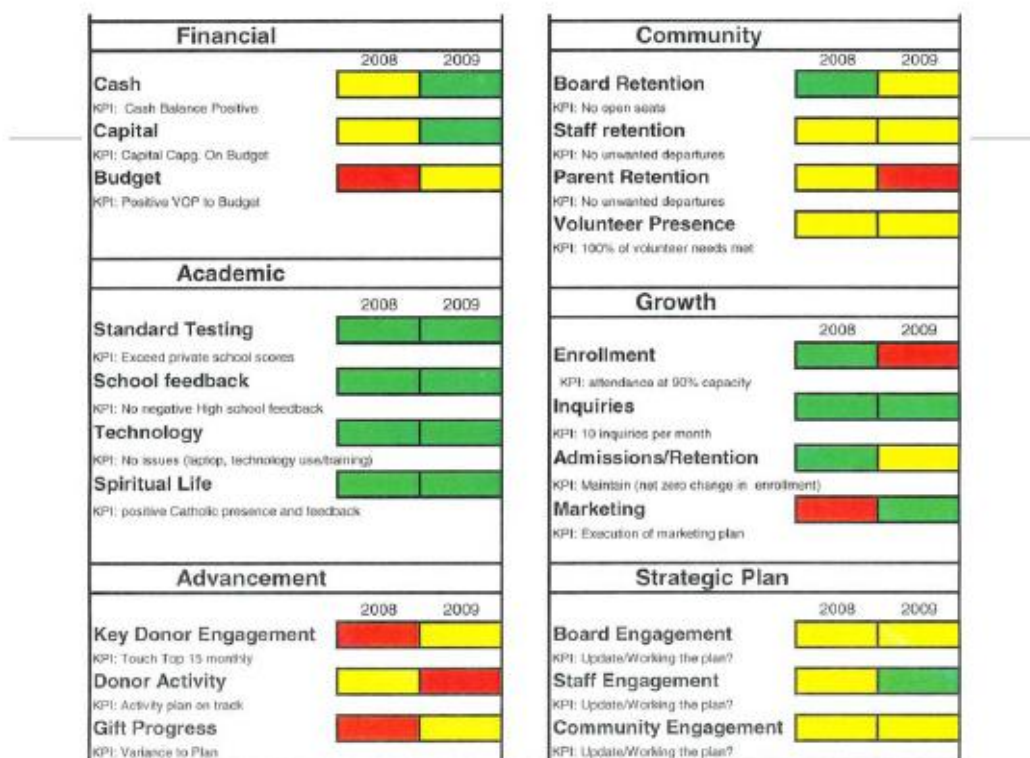 Financial
2008 2009
Cash
KPI: Cash Balance Positive
Capital
KPI: Capital Capg. On Budget
Budget
KPI: Positive VOP to Budget
Academic
2008 2009
Standard Testing
KPI: Exceed private school scores
School feedback
KPI: No negative High school feedback
Technology
KPI: No issues (laptop, technology use/training)
Spiritual Life
KPI: positive Catholic presence and feedback
Advancement
2008 2009
Key Donor Engagement
KPI: Touch Top 15 monthly
Donor Activity
KPI: Activity plan on track
Gift Progress
KPI: Variance to Plan
Community
2008 2009
Board Retention
KPI: No open seats
Staff retention
KPI: No unwanted departures
Parent Retention
KPI: No unwanted departures
Volunteer Presence
KPI: 100% of volunteer needs met
Growth
2008 2009
Enrollment
KPI: attendance at 90% capacity
Inquiries
KPI: 10 inquiries per month
Admissions/Retention
KPI: Maintain (net zero change in enrollment)
Marketing
KPI: Execution of marketing plan
Strategic Plan
2008 2009
Board Engagement
KPI: Update/Working the plan?
Staff Engagement
KPI: Update/Working the plan?
Community Engagement
KPI: Update/Working the plan?